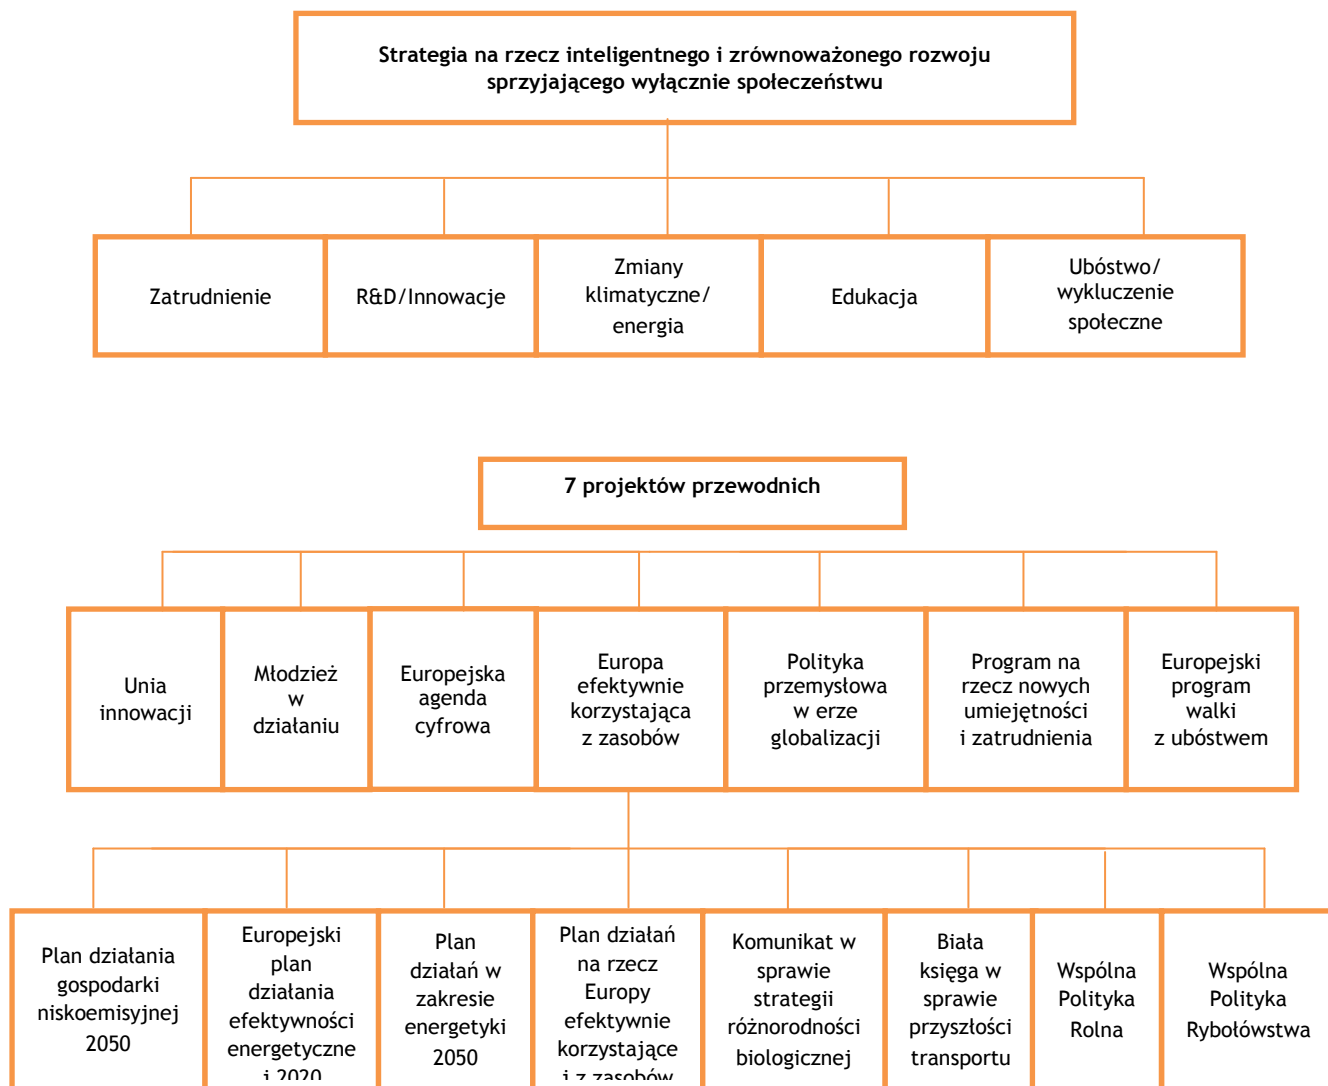 Strategia na rzecz inteligentnego i zrównoważonego rozwoju
sprzyjającego wyłącznie społeczeństwu
Zatrudnienie
R&D/Innowacje
Zmiany
klimatyczne/
energia
Edukacja
Ubóstwo/
wykluczenie
społeczne
7 projektów przewodnich
Unia
innowacji
Młodzież
w
działaniu
Europejska
agenda
cyfrowa
Europa
efektywnie
korzystająca
z zasobów
Polityka
przemysłowa
w erze
globalizacji
Program na
rzecz nowych
umiejętności
i zatrudnienia
Europejski
program
walki
z ubóstwem
Plan działania
gospodarki
niskoemisyjnej
2050
Europejski
plan
działania
efektywności
energetyczne
j 2020
Plan
działań w
zakresie
energetyki
2050
Plan działań
na rzecz
Europy
efektywnie
korzystające
j z zasobów
Komunikat w
sprawie
strategii
różnorodności
biologicznej
Biała
księga w
sprawie
przyszłości
transportu
Wspólna
Polityka
Rolna
Wspólna
Polityka
Rybołówstwa